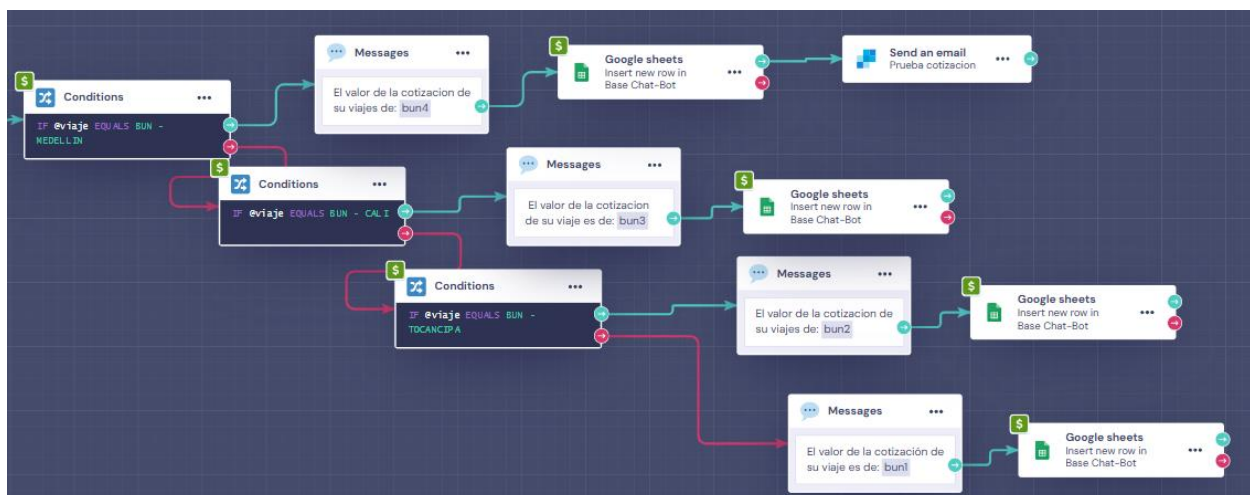 Messages
El valor de la cotizacion de
su viajes de: bun4
$
Google sheets
Insert new row in
Base Chat-Bot
Send an email
Prueba cotizacion
$
Conditions
IF @viaje EQUALS BUN -
MEDELLIN
$
Conditions
IF @viaje EQUALS BUN - CALI
Messages
El valor de la cotizacion
de su viaje es de: bun3
$
Google sheets
Insert new row in
Base Chat-Bot
$
Conditions
IF @viaje EQUALS BUN -
TOCANCIPA
Messages
El valor de la cotizacion de
su viajes de: bun2
$
Google sheets
Insert new row in
Base Chat-Bot
Messages
El valor de la cotización de
su viaje es de: bun1
$
Google sheets
Insert new row in
Base Chat-Bot